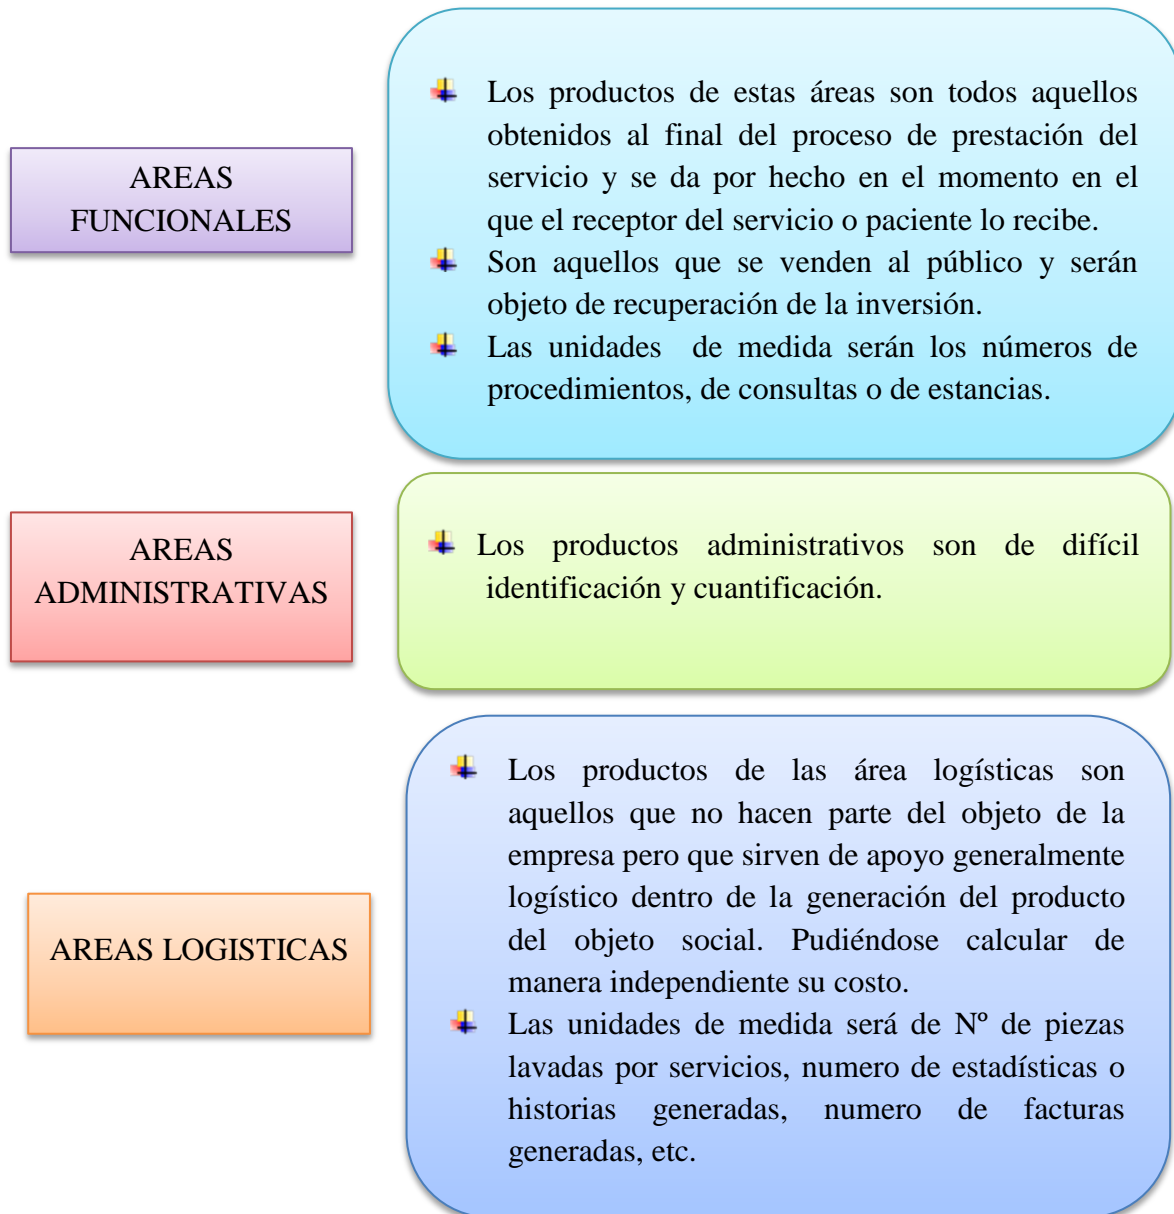 AREAS
FUNCIONALES
Los productos de estas áreas son todos aquellos
obtenidos al final del proceso de prestación del
servicio y se da por hecho en el momento en el
que el receptor del servicio o paciente lo recibe.
Son aquellos que se venden al público y serán
objeto de recuperación de la inversión.
Las unidades de medida serán los números de
procedimientos, de consultas o de estancias.
AREAS
ADMINISTRATIVAS
Los productos administrativos son de difícil
identificación y cuantificación.
AREAS LOGISTICAS
Los productos de las área logísticas son
aquellos que no hacen parte del objeto de la
empresa pero que sirven de apoyo generalmente
logístico dentro de la generación del producto
del objeto social. Pudiéndose calcular de
manera independiente su costo.
Las unidades de medida será de Nº de piezas
lavadas por servicios, numero de estadísticas o
historias generadas, numero de facturas
generadas, etc.